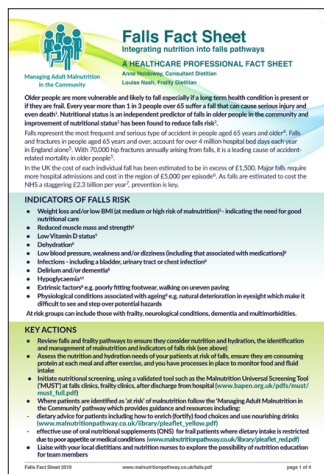 Falls Fact Sheet
Integrating nutrition into falls pathways
A HEALTHCARE PROFESSIONAL FACT SHEET
Anne Holdoway, Consultant Dietitian
Louise Nash, Frailty Dietitian
Managing Adult Malnutrition
in the Community
Older people are more vulnerable and likely to fall especially if a long term health condition is present or
if they are frail. Every year more than 1 in 3 people over 65 suffer a fall that can cause serious injury and
even death¹. Nutritional status is an independent predictor of falls in older people in the community and
improvement of nutritional status² has been found to reduce falls risk³.
Falls represent the most frequent and serious type of accident in people aged 65 years and older⁴. Falls
and fractures in people aged 65 years and over, account for over 4 million hospital bed days each year
in England alone⁵. With 70,000 hip fractures annually arising from falls, it is a leading cause of accident-
related mortality in older people⁵.
In the UK the cost of each individual fall has been estimated to be in excess of £1,500. Major falls require
more hospital admissions and cost in the region of £5,000 per episode⁶. As falls are estimated to cost the
NHS a staggering £2.3 billion per year⁷, prevention is key.
INDICATORS OF FALLS RISK
● Weight loss and/or low BMI (at medium or high risk of malnutrition)³ - indicating the need for good
nutritional care
● Reduced muscle mass and strength²
● Low Vitamin D status⁸
● Dehydration⁹
● Low blood pressure, weakness and/or dizziness (including that associated with medications)⁶
● Infections - including a bladder, urinary tract or chest infection⁶
● Delirium and/or dementia⁶
● Hypoglycaemia¹⁰
● Extrinsic factors⁶ e.g. poorly fitting footwear, walking on uneven paving
● Physiological conditions associated with ageing⁶ e.g. natural deterioration in eyesight which make it
difficult to see and step over potential hazards
At risk groups can include those with frailty, neurological conditions, dementia and multimorbidities.
KEY ACTIONS
● Review falls and frailty pathways to ensure they consider nutrition and hydration, the identification
and management of malnutrition and indicators of falls risk (see above)
● Assess the nutrition and hydration needs of your patients at risk of falls, ensure they are consuming
protein at each meal and after exercise, and you have processes in place to monitor food and fluid
intake
● Initiate nutritional screening, using a validated tool such as the Malnutrition Universal Screening Tool
('MUST') at falls clinics, frailty clinics, after discharge from hospital (www.bapen.org.uk/pdfs/must/
must_full.pdf)
● Where patients are identified as 'at risk' of malnutrition follow the 'Managing Adult Malnutrition in
the Community' pathway which provides guidance and resources including:
- dietary advice for patients including how to enrich (fortify) food choices and use nourishing drinks
(www.malnutritionpathway.co.uk/library/pleaflet_yellow.pdf)
- effective use of oral nutritional supplements (ONS) for frail patients where dietary intake is restricted
due to poor appetite or medical conditions (www.malnutritionpathway.co.uk/library/pleaflet_red.pdf)
● Liaise with your local dietitians and nutrition nurses to explore the possibility of nutrition education
for team members
Falls Fact Sheet 2019
www.malnutritionpathway.co.uk/falls.pdf
page 1 of 4